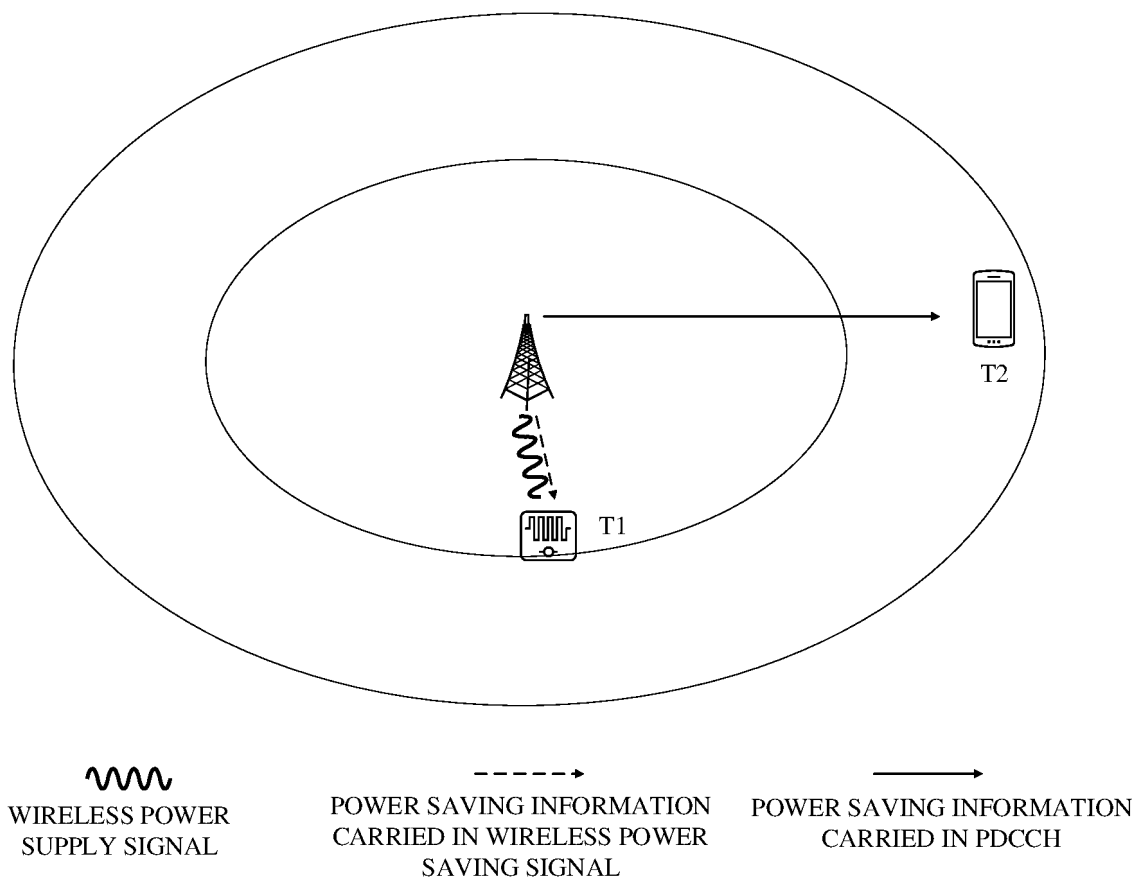 T2
T1
WIRELESS POWER
SUPPLY SIGNAL
POWER SAVING INFORMATION
CARRIED IN WIRELESS POWER
SAVING SIGNAL
POWER SAVING INFORMATION
CARRIED IN PDCCH